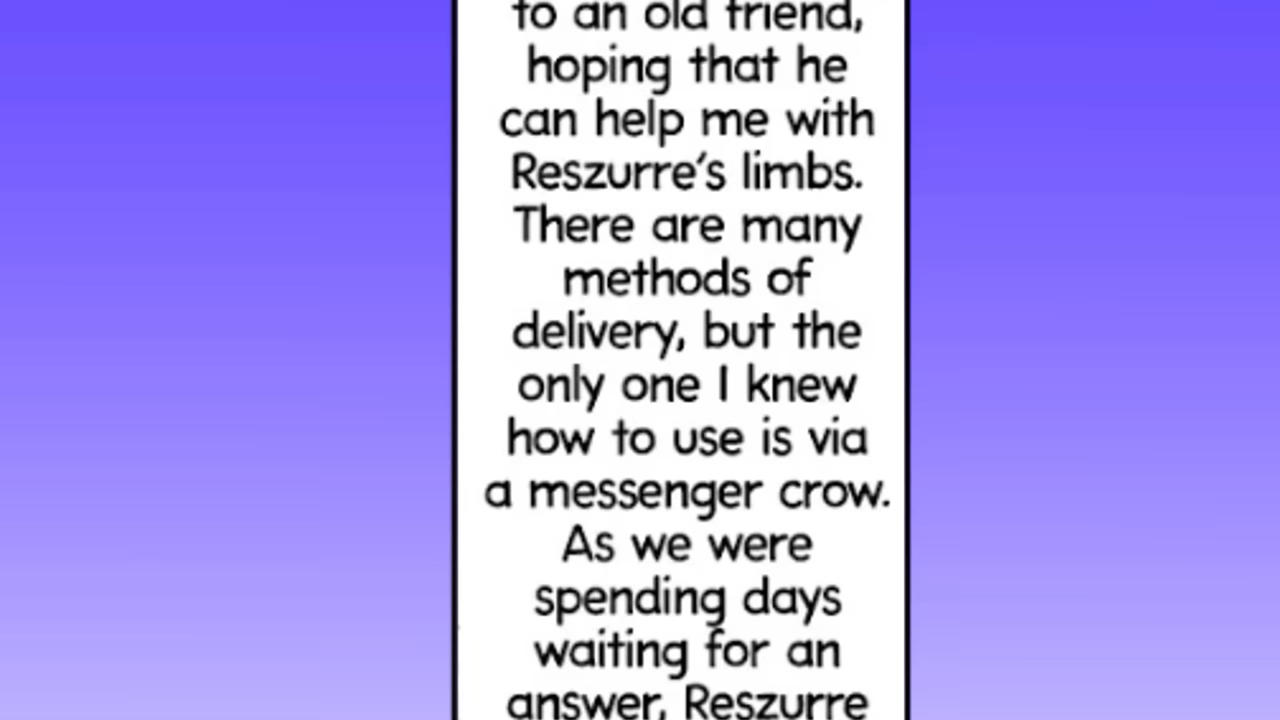 to an old friend,
hoping that he
can help me with
Reszurre's limbs.
There are many
methods of
delivery, but the
only one I knew
how to use is via
a messenger crow.
As we were
spending days
waiting for an
answer, Reszurre